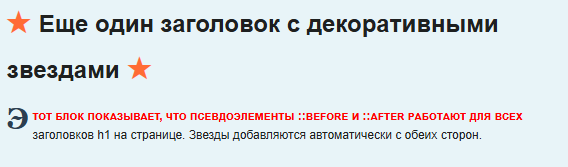 ★ Еще один заголовок с декоративными
звездами ★
Этот блок показывает, что псевдоэлементы ::before и ::after работают для всех
заголовков h1 на странице. Звезды добавляются автоматически с обеих сторон.